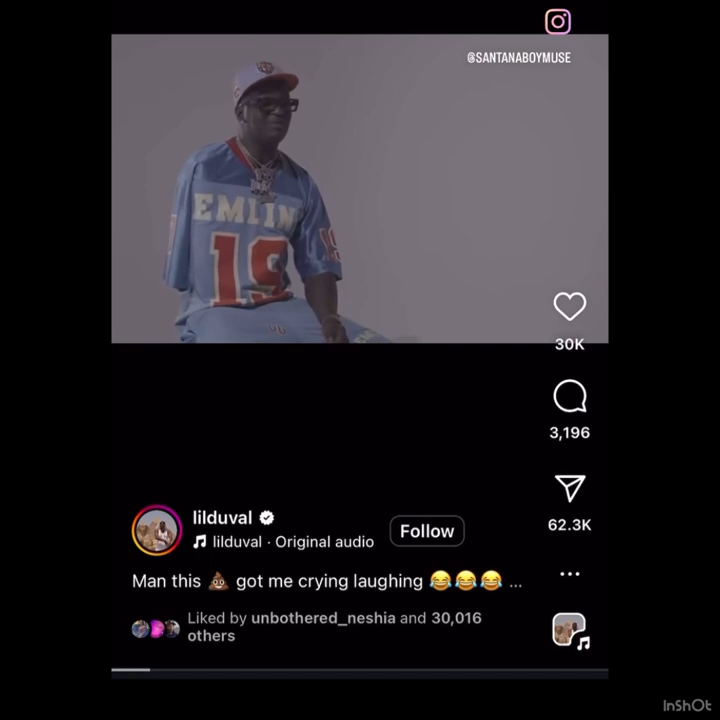 @SANTANABOYMUSE
EMLIN
19
19
30K
3,196
62.3K
lilduval
lilduval · Original audio
Follow
Man this 💩 got me crying laughing 😂😂😂 ...
Liked by unbothered_neshia and 30,016
others
InShOt